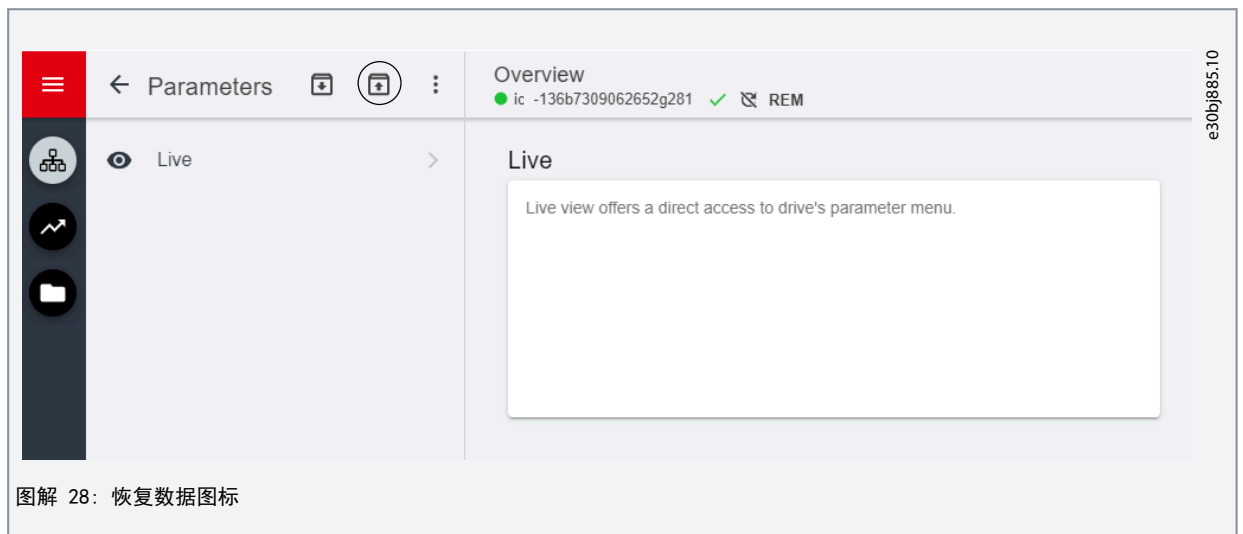 Parameters
Overview
ic -136b7309062652g281 REM
Live
Live
Live view offers a direct access to drive's parameter menu.
e30bj885.10
图解 28: 恢复数据图标